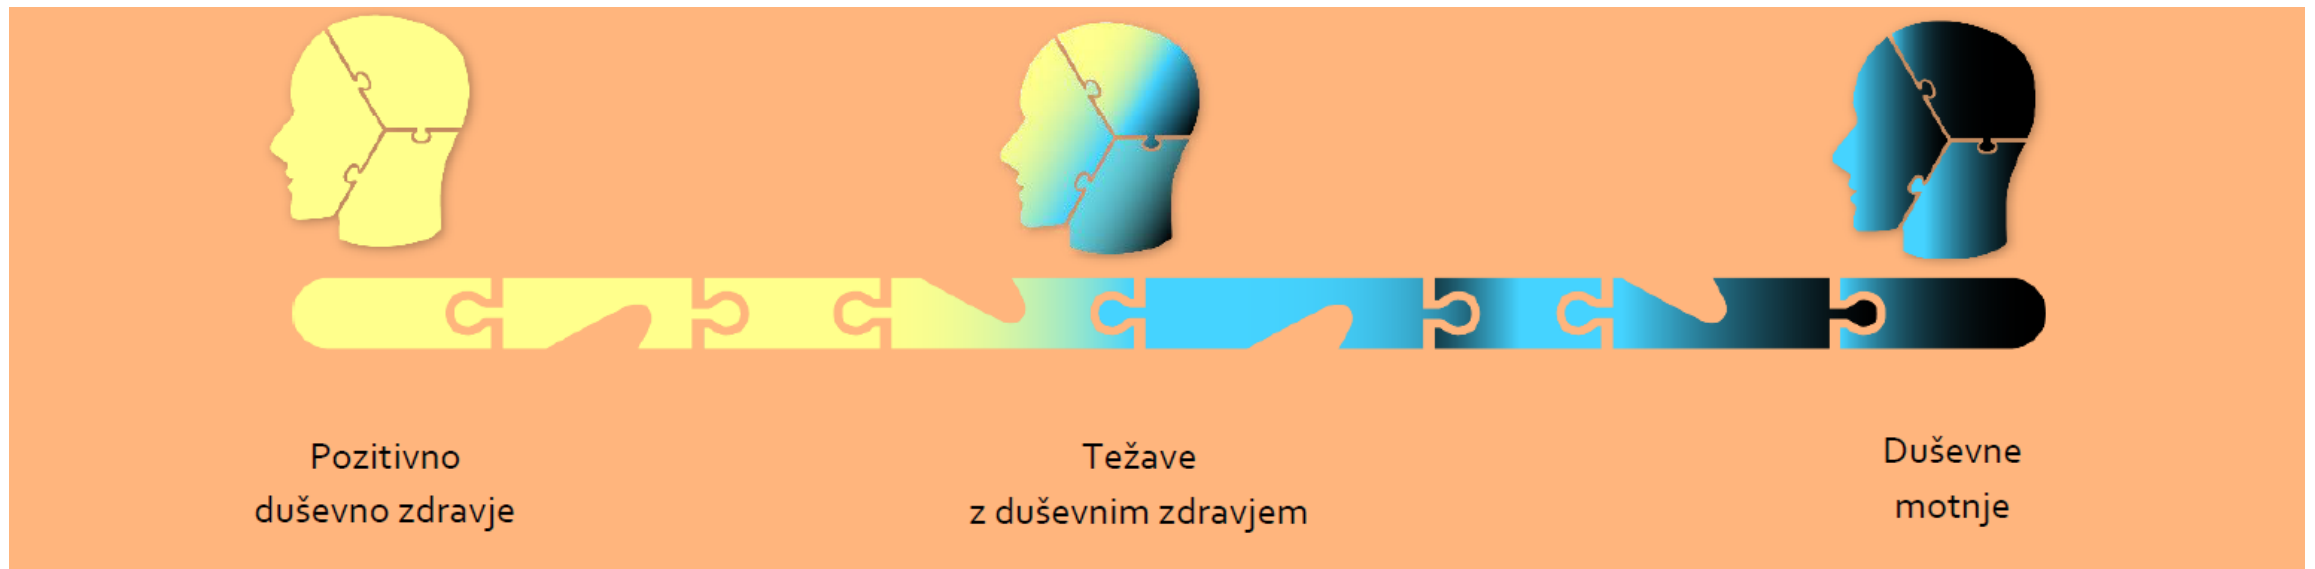 Pozitivno
duševno zdravje
Težave
z duševnim zdravjem
Duševne
motnje